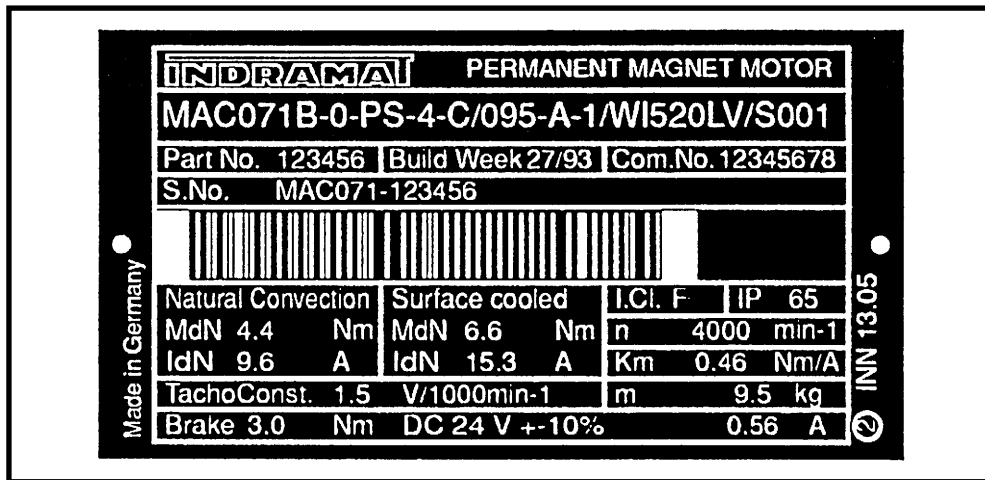 INDRAMAT PERMANENT MAGNET MOTOR
MAC071B-0-PS-4-C/095-A-1/WI520LV/S001
Part No. 123456 Build Week 27/93 Com.No. 12345678
S.No. MAC071-123456
Natural Convection Surface cooled I.Cl. F IP 65
MdN 4.4 Nm MdN 6.6 Nm n 4000 min-1
IdN 9.6 A IdN 15.3 A Km 0.46 Nm/A
TachoConst. 1.5 V/1000min-1 m 9.5 kg
Brake 3.0 Nm DC 24 V +-10% 0.56 A
Made in Germany
2 INN 13.05